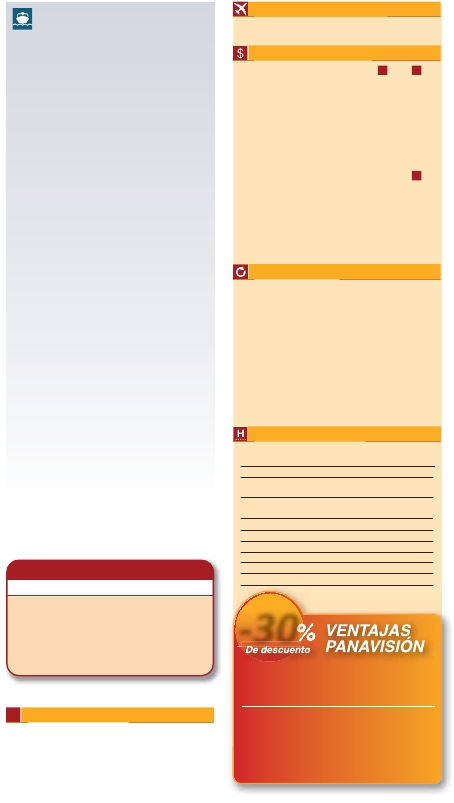 $
H
-30%
De descuento
VENTAJAS
PANAVISIÓN